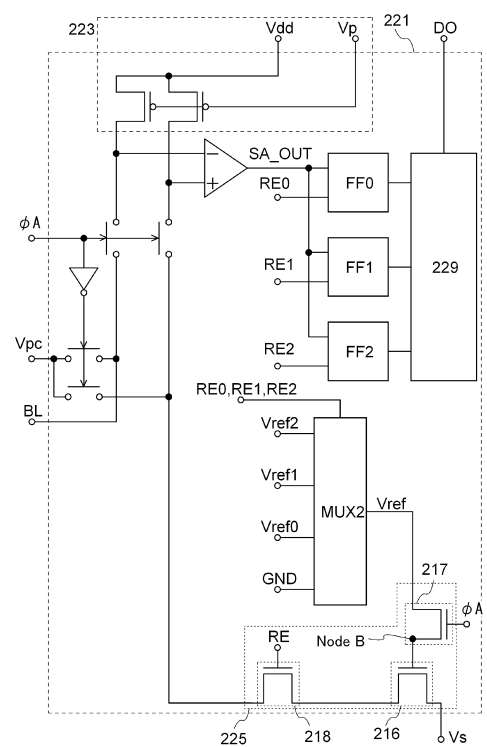 223
Vdd
Vp
221
DO
SA_OUT
RE0
FF0
φA
RE1
FF1
229
Vpc
RE2
FF2
BL
RE0,RE1,RE2
Vref2
Vref1
MUX2
Vref
Vref0
GND
217
φA
Node B
RE
225
218
216
Vs